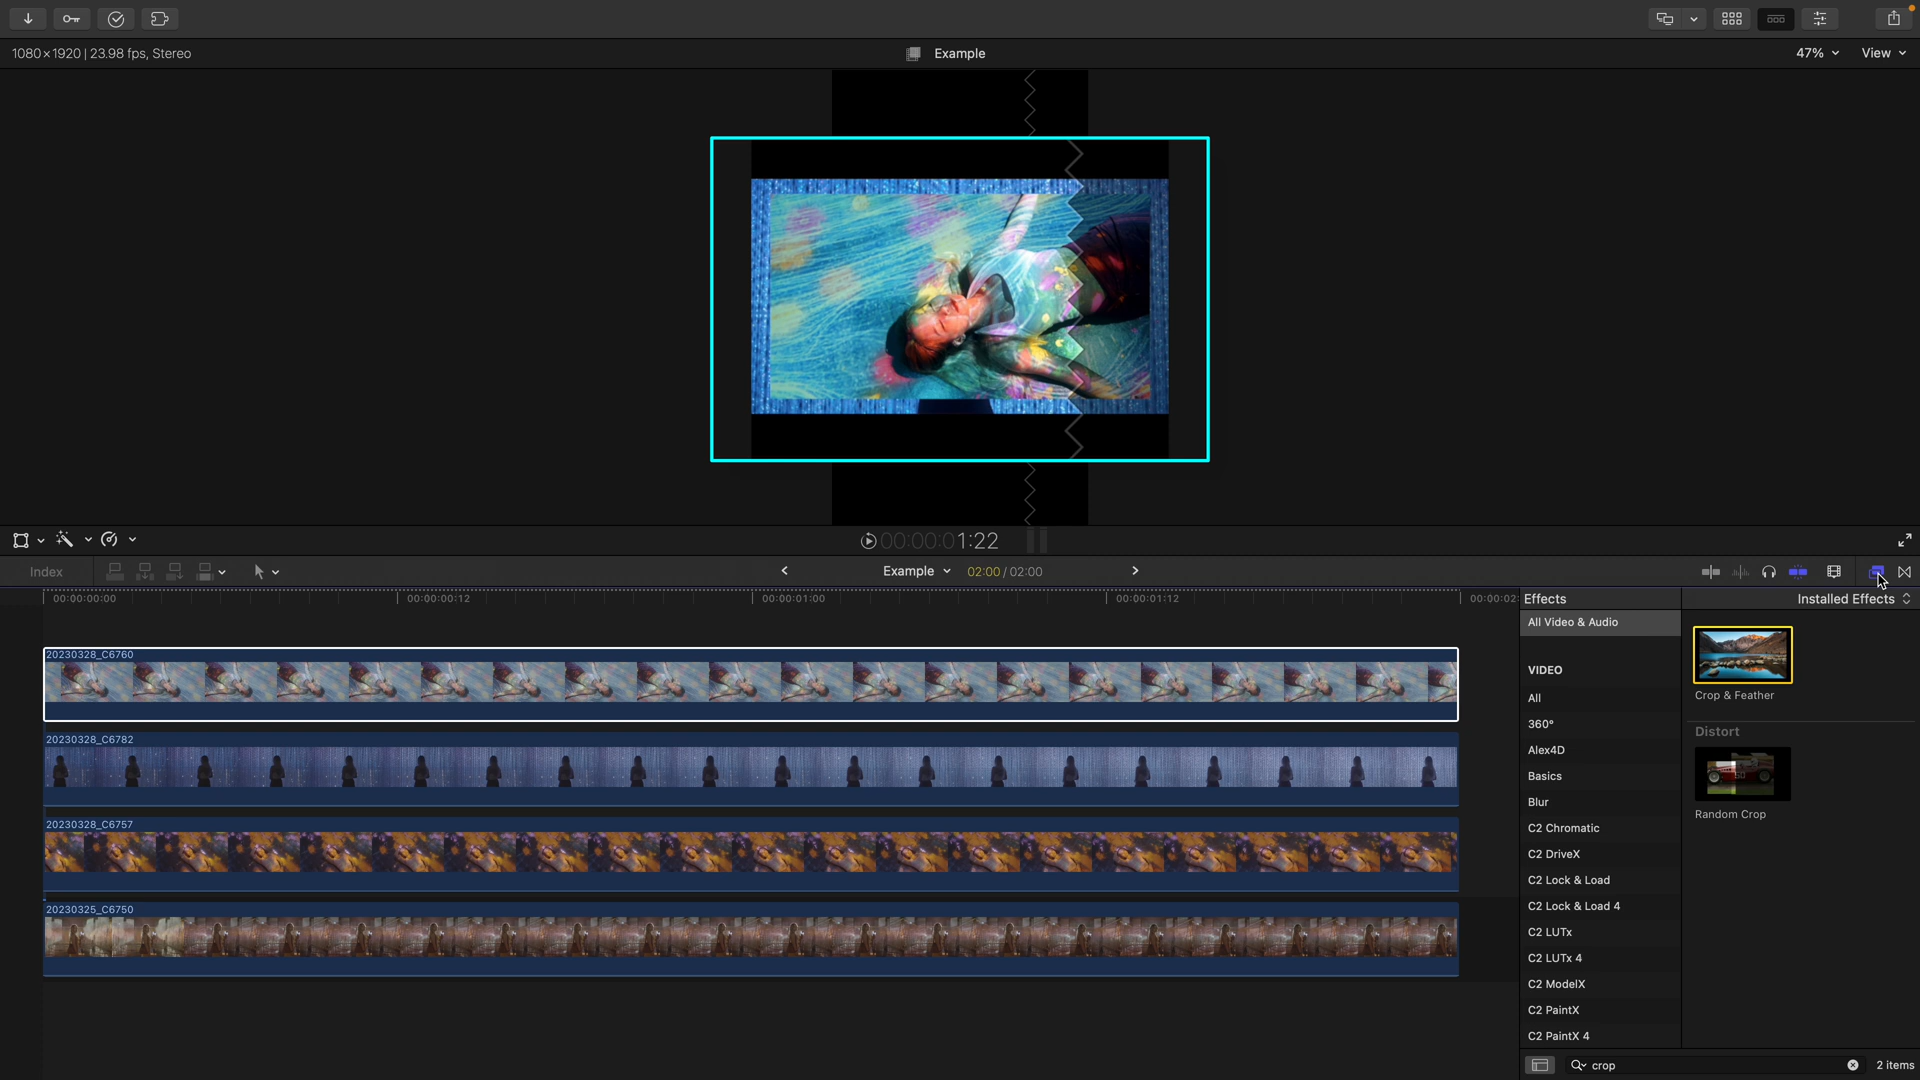 1080×1920 | 23.98 fps, Stereo
Example
47%
View
00:00:01:22
Index
Example
02:00 / 02:00
00:00:00:00
00:00:00:12
00:00:01:00
00:00:01:12
00:00:02:
Effects
Installed Effects
All Video & Audio
VIDEO
All
360°
Alex4D
Basics
Blur
C2 Chromatic
C2 DriveX
C2 Lock & Load
C2 Lock & Load 4
C2 LUTx
C2 LUTx 4
C2 ModelX
C2 PaintX
C2 PaintX 4
Crop & Feather
Distort
Random Crop
20230328_C6760
20230328_C6782
20230328_C6757
20230325_C6750
crop
2 items